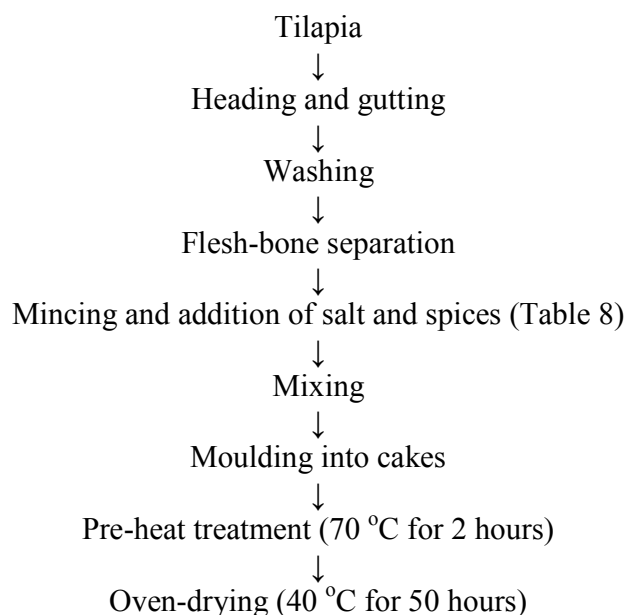 Tilapia
↓
Heading and gutting
↓
Washing
↓
Flesh-bone separation
↓
Mincing and addition of salt and spices (Table 8)
↓
Mixing
↓
Moulding into cakes
↓
Pre-heat treatment (70 °C for 2 hours)
↓
Oven-drying (40 °C for 50 hours)